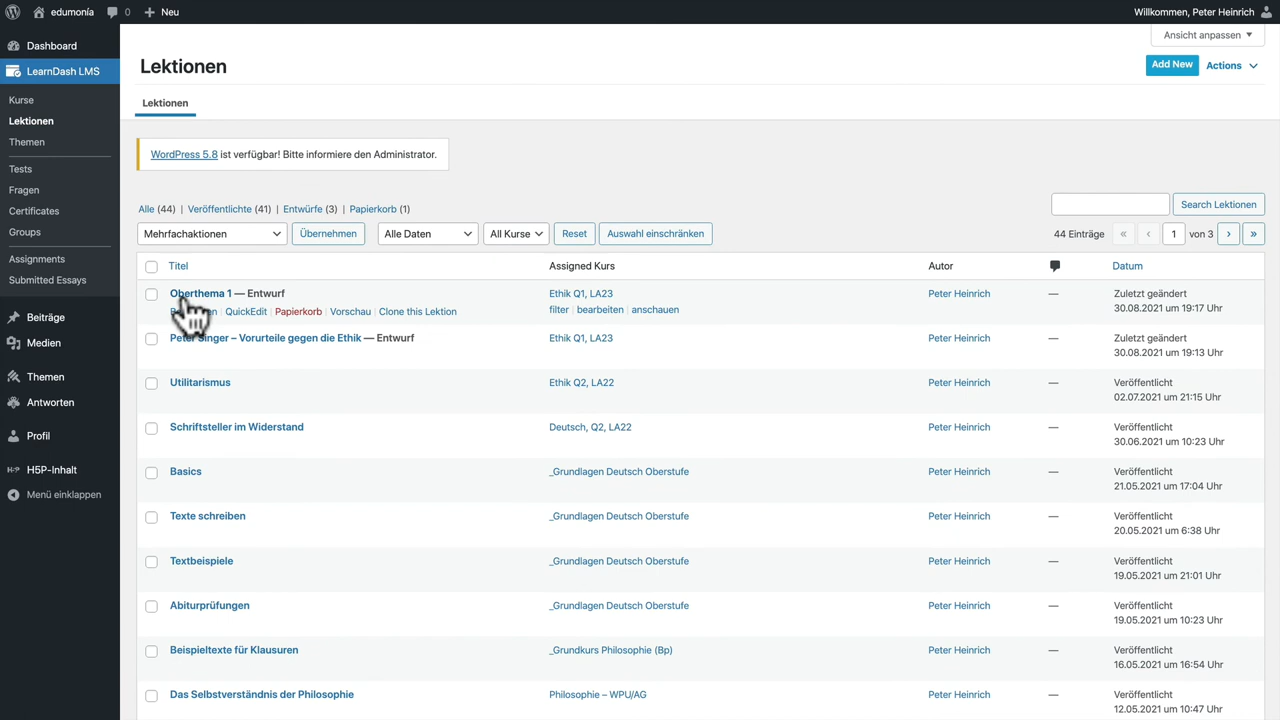 edumonía 0 Neu Willkommen, Peter Heinrich
Ansicht anpassen
Dashboard
LearnDash LMS
Kurse
Lektionen
Themen
Tests
Fragen
Certificates
Groups
Assignments
Submitted Essays
Beiträge
Medien
Themen
Antworten
Profil
H5P-Inhalt
Menü einklappen
Lektionen
Add New Actions
Lektionen
WordPress 5.8 ist verfügbar! Bitte informiere den Administrator.
Alle (44) | Veröffentlichte (41) | Entwürfe (3) | Papierkorb (1)
Search Lektionen
Mehrfachaktionen Übernehmen Alle Daten All Kurse Reset Auswahl einschränken 44 Einträge « ‹ 1 von 3 › »
Titel Assigned Kurs Autor Datum
Oberthema 1 — Entwurf Ethik Q1, LA23 Peter Heinrich — Zuletzt geändert
QuickEdit | Papierkorb | Vorschau | Clone this Lektion filter | bearbeiten | anschauen 30.08.2021 um 19:17 Uhr
Peter Singer – Vorurteile gegen die Ethik — Entwurf Ethik Q1, LA23 Peter Heinrich — Zuletzt geändert
30.08.2021 um 19:13 Uhr
Utilitarismus Ethik Q2, LA22 Peter Heinrich — Veröffentlicht
02.07.2021 um 21:15 Uhr
Schriftsteller im Widerstand Deutsch, Q2, LA22 Peter Heinrich — Veröffentlicht
30.06.2021 um 10:23 Uhr
Basics _Grundlagen Deutsch Oberstufe Peter Heinrich — Veröffentlicht
21.05.2021 um 17:04 Uhr
Texte schreiben _Grundlagen Deutsch Oberstufe Peter Heinrich — Veröffentlicht
20.05.2021 um 6:38 Uhr
Textbeispiele _Grundlagen Deutsch Oberstufe Peter Heinrich — Veröffentlicht
19.05.2021 um 21:01 Uhr
Abiturprüfungen _Grundlagen Deutsch Oberstufe Peter Heinrich — Veröffentlicht
19.05.2021 um 10:23 Uhr
Beispieltexte für Klausuren _Grundkurs Philosophie (Bp) Peter Heinrich — Veröffentlicht
16.05.2021 um 16:54 Uhr
Das Selbstverständnis der Philosophie Philosophie – WPU/AG Peter Heinrich — Veröffentlicht
12.05.2021 um 10:47 Uhr